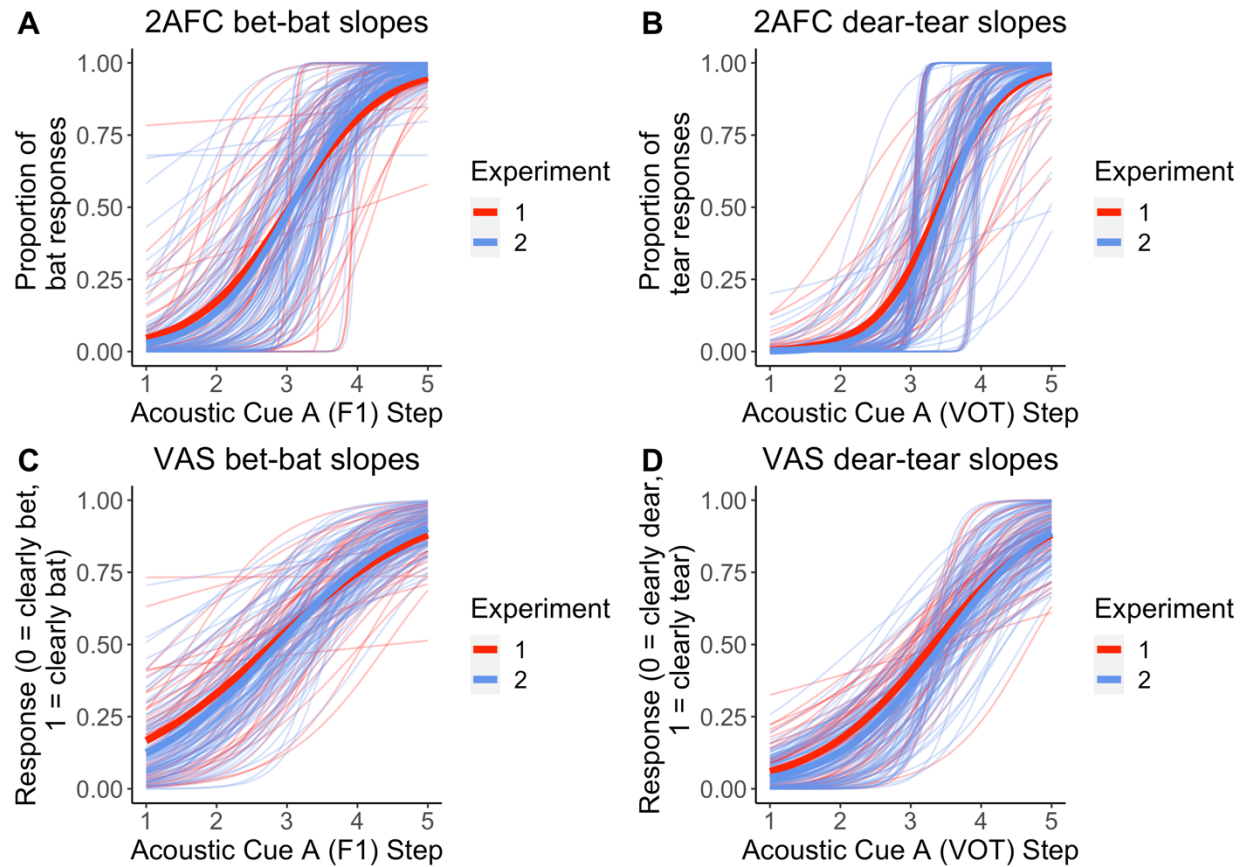 A
2AFC bet-bat slopes
Proportion of
bat responses
1.00
0.75
0.50
0.25
0.00
1 2 3 4 5
Acoustic Cue A (F1) Step
Experiment
1
2
B
2AFC dear-tear slopes
Proportion of
tear responses
1.00
0.75
0.50
0.25
0.00
1 2 3 4 5
Acoustic Cue A (VOT) Step
Experiment
1
2
C
VAS bet-bat slopes
Response (0 = clearly bet,
1 = clearly bat)
1.00
0.75
0.50
0.25
0.00
1 2 3 4 5
Acoustic Cue A (F1) Step
Experiment
1
2
D
VAS dear-tear slopes
Response (0 = clearly dear,
1 = clearly tear)
1.00
0.75
0.50
0.25
0.00
1 2 3 4 5
Acoustic Cue A (VOT) Step
Experiment
1
2